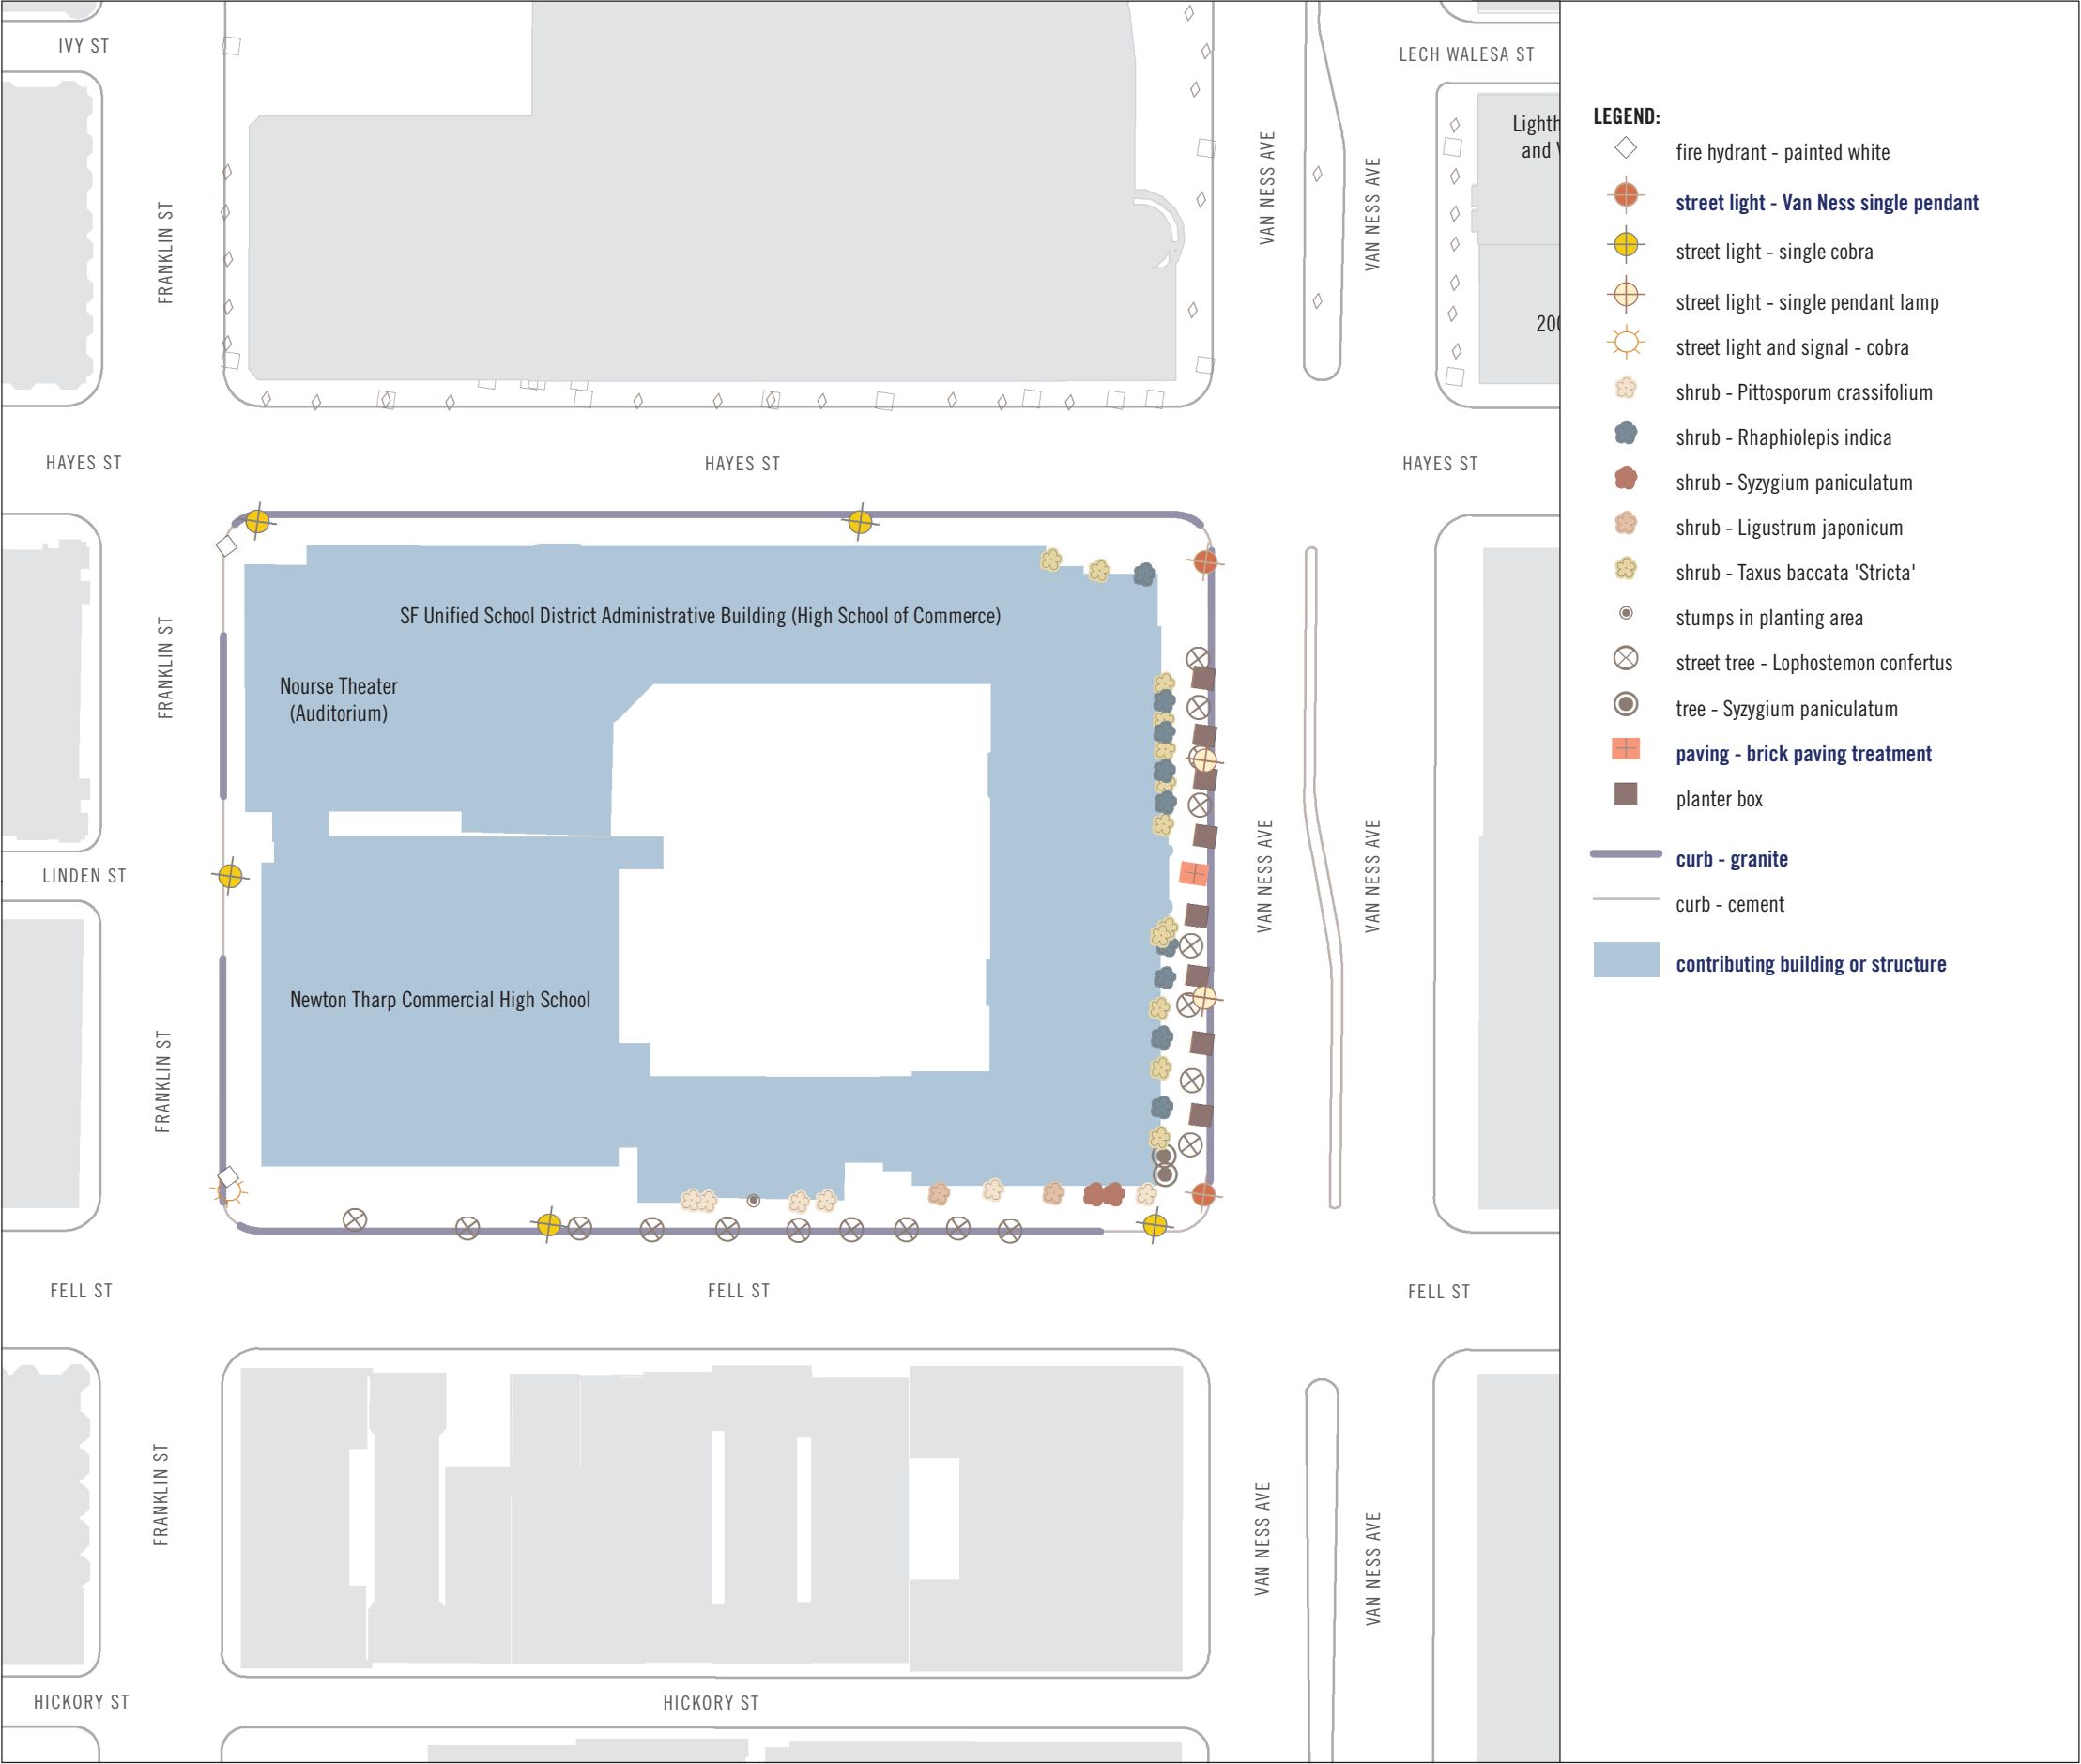 IVY ST
LECH WALESA ST
FRANKLIN ST
VAN NESS AVE
VAN NESS AVE
Lighth
and
200
HAYES ST
HAYES ST
HAYES ST
SF Unified School District Administrative Building (High School of Commerce)
FRANKLIN ST
Nourse Theater
(Auditorium)
LINDEN ST
VAN NESS AVE
VAN NESS AVE
Newton Tharp Commercial High School
FRANKLIN ST
FELL ST
FELL ST
FELL ST
FRANKLIN ST
VAN NESS AVE
VAN NESS AVE
HICKORY ST
HICKORY ST
LEGEND:
fire hydrant - painted white
street light - Van Ness single pendant
street light - single cobra
street light - single pendant lamp
street light and signal - cobra
shrub - Pittosporum crassifolium
shrub - Rhaphiolepis indica
shrub - Syzygium paniculatum
shrub - Ligustrum japonicum
shrub - Taxus baccata 'Stricta'
stumps in planting area
street tree - Lophostemon confertus
tree - Syzygium paniculatum
paving - brick paving treatment
planter box
curb - granite
curb - cement
contributing building or structure